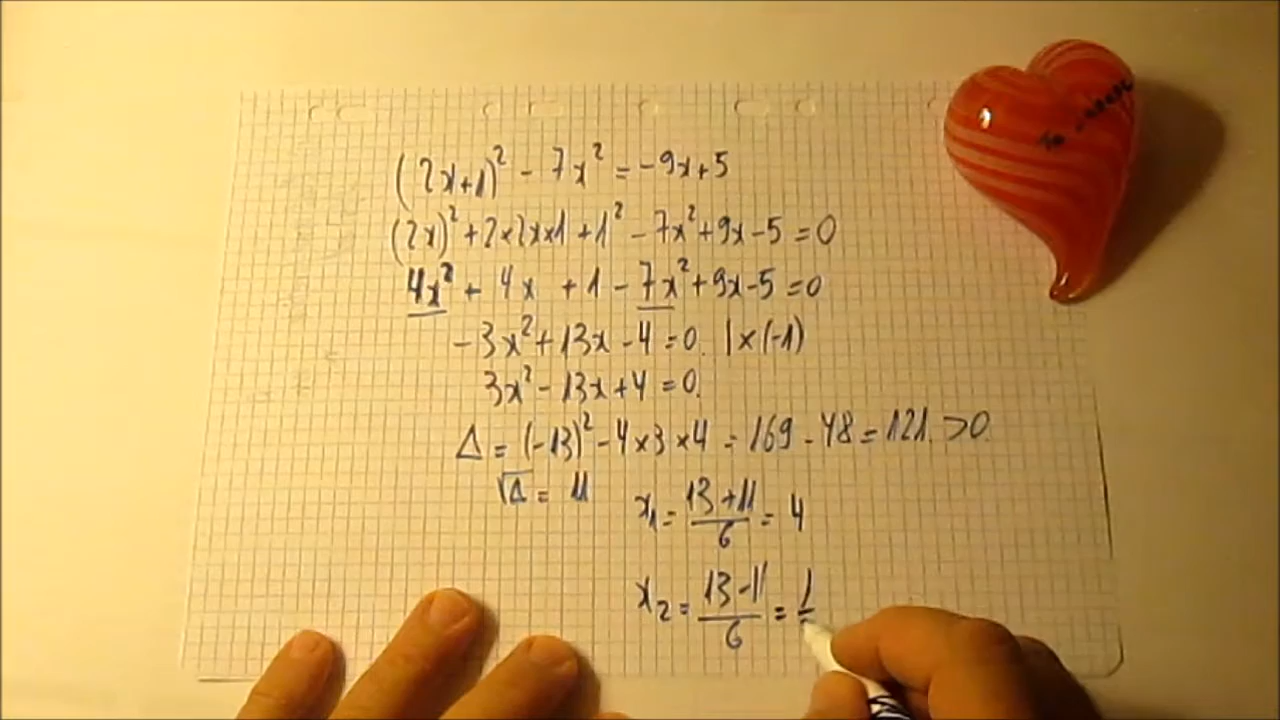 (2x+1)² - 7x² = -9x+5
(2x)² + 2×2x×1 + 1² - 7x² + 9x - 5 = 0
4x² + 4x + 1 - 7x² + 9x - 5 = 0
-3x² + 13x - 4 = 0. | × (-1)
3x² - 13x + 4 = 0.
Δ = (-13)² - 4 × 3 × 4 = 169 - 48 = 121. > 0.
√Δ = 11
x₁ = (13 + 11)/6 = 4
x₂ = (13 - 11)/6 = 1/